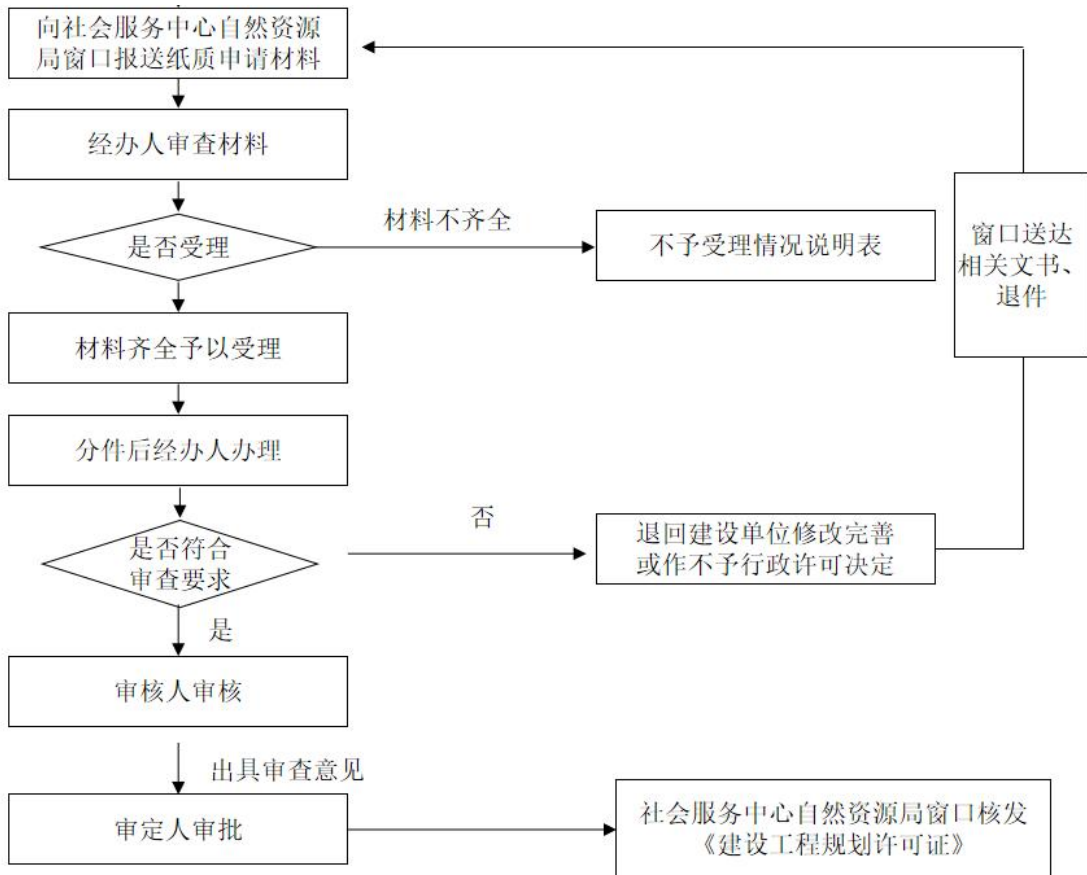 向社会服务中心自然资源
局窗口报送纸质申请材料
经办人审查材料
是否受理
材料不齐全
不予受理情况说明表
窗口送达
相关文书、
退件
材料齐全予以受理
分件后经办人办理
是否符合
审查要求
否
退回建设单位修改完善
或作不予行政许可决定
是
审核人审核
出具审查意见
审定人审批
社会服务中心自然资源局窗口核发
《建设工程规划许可证》